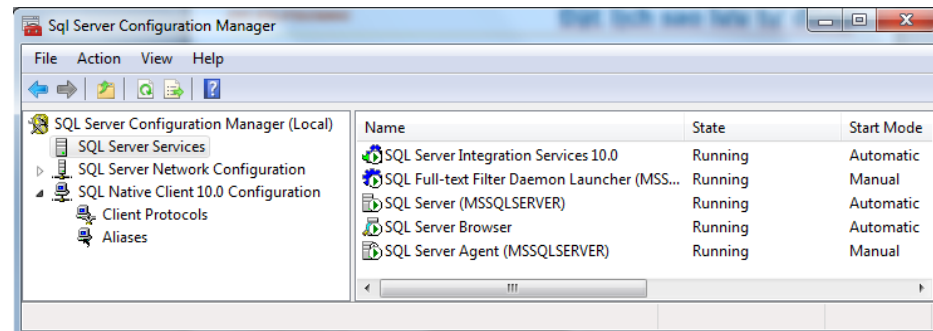 Sql Server Configuration Manager
File Action View Help
SQL Server Configuration Manager (Local)
SQL Server Services
SQL Server Network Configuration
SQL Native Client 10.0 Configuration
Client Protocols
Aliases
Name State Start Mode
SQL Server Integration Services 10.0 Running Automatic
SQL Full-text Filter Daemon Launcher (MSS... Running Manual
SQL Server (MSSQLSERVER) Running Automatic
SQL Server Browser Running Automatic
SQL Server Agent (MSSQLSERVER) Running Manual